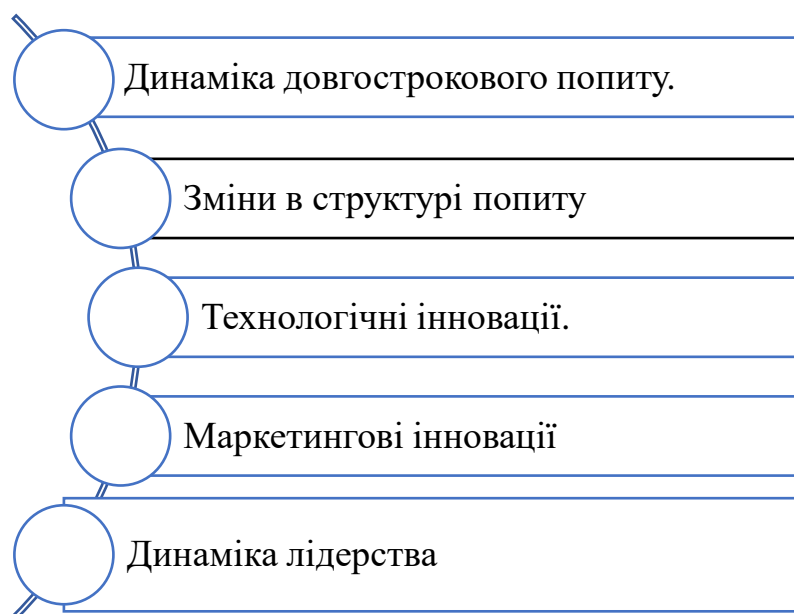 Динаміка довгострокового попиту.
Зміни в структурі попиту
Технологічні інновації.
Маркетингові інновації
Динаміка лідерства